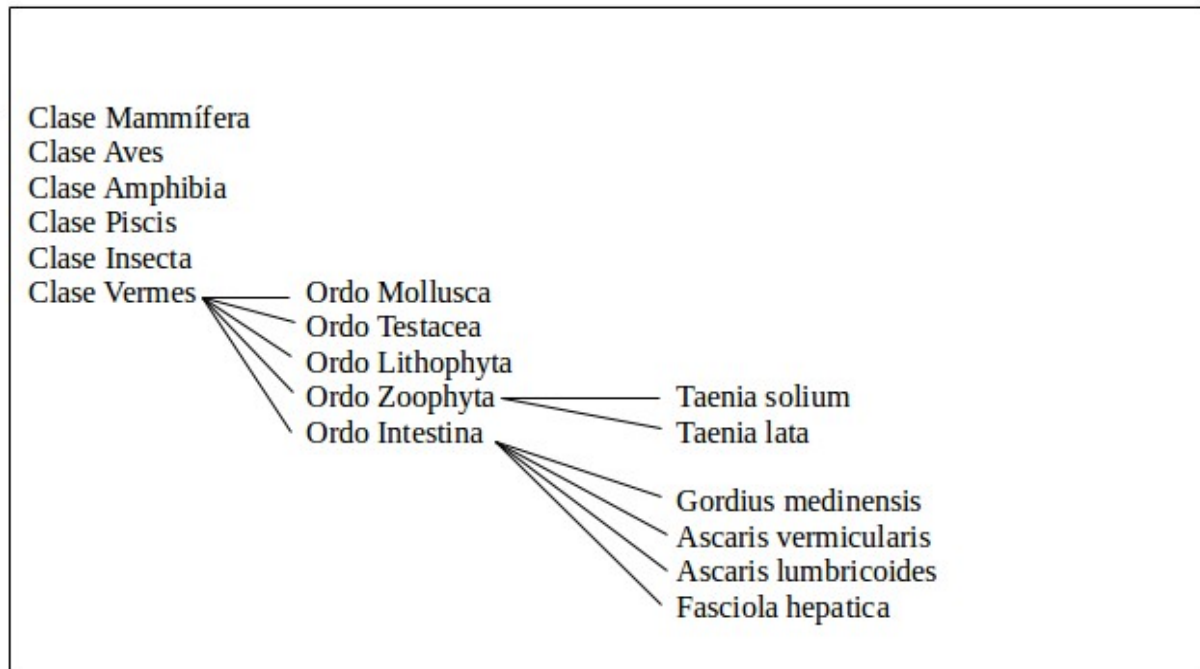 Clase Mammífera
Clase Aves
Clase Amphibia
Clase Piscis
Clase Insecta
Clase Vermes
Ordo Mollusca
Ordo Testacea
Ordo Lithophyta
Ordo Zoophyta
Ordo Intestina
Taenia solium
Taenia lata
Gordius medinensis
Ascaris vermicularis
Ascaris lumbricoides
Fasciola hepatica